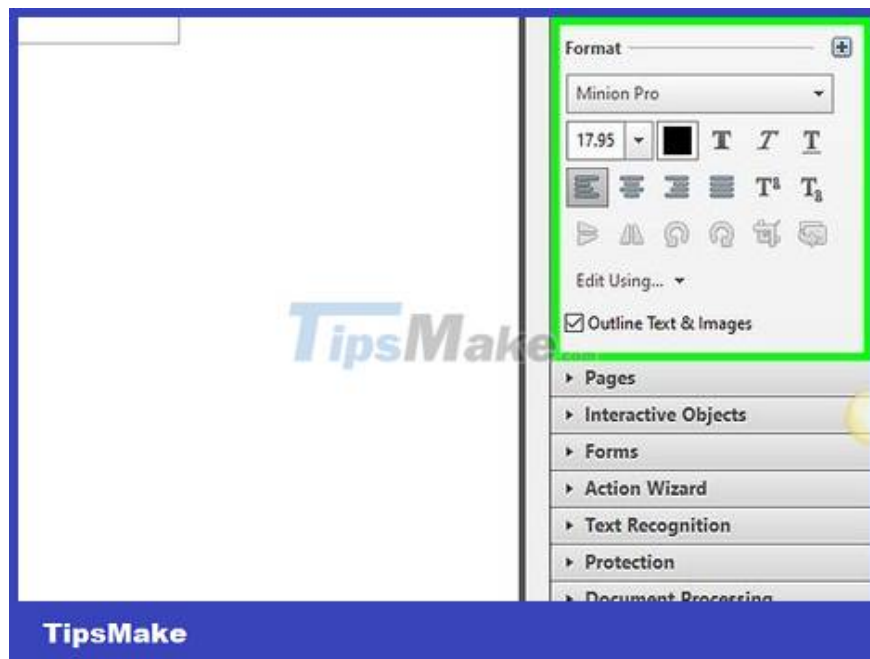 Format
Minion Pro
17.95
Edit Using...
Outline Text & Images
TipsMake.com
Pages
Interactive Objects
Forms
Action Wizard
Text Recognition
Protection
Document Processing
TipsMake